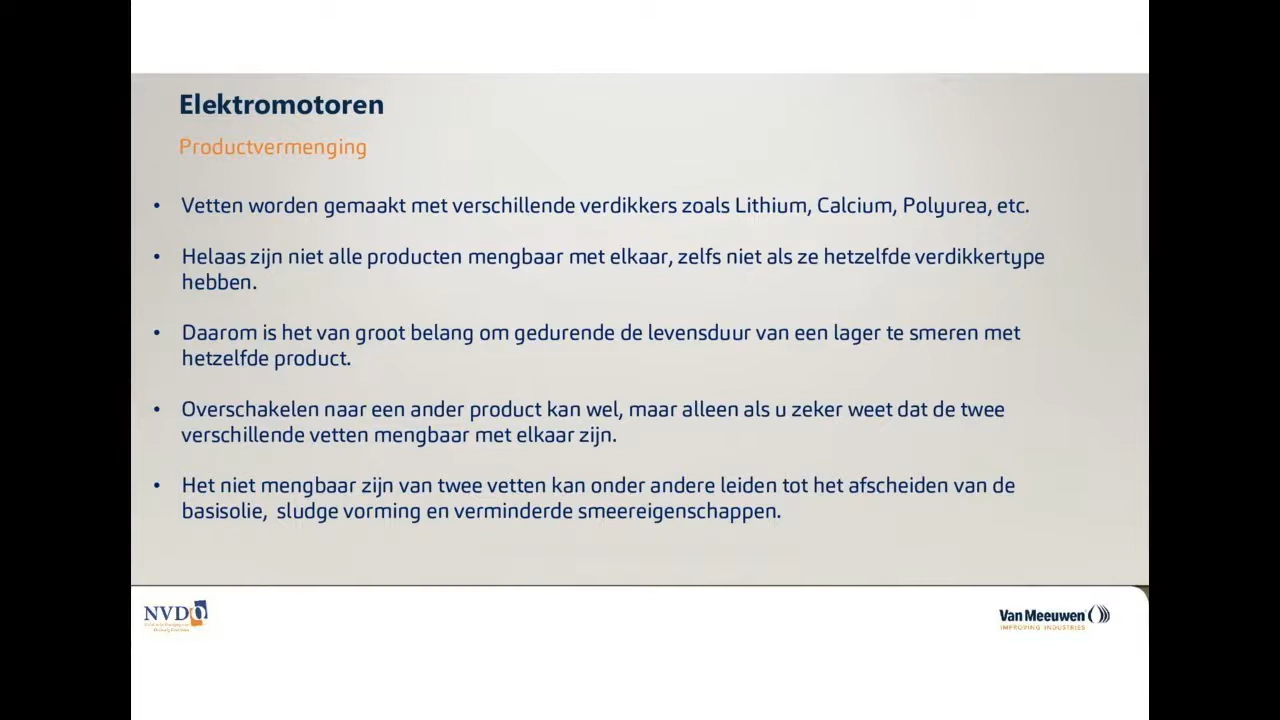 Elektromotoren
Productvermenging
• Vetten worden gemaakt met verschillende verdikkers zoals Lithium, Calcium, Polyurea, etc.
• Helaas zijn niet alle producten mengbaar met elkaar, zelfs niet als ze hetzelfde verdikkertype
hebben.
• Daarom is het van groot belang om gedurende de levensduur van een lager te smeren met
hetzelfde product.
• Overschakelen naar een ander product kan wel, maar alleen als u zeker weet dat de twee
verschillende vetten mengbaar met elkaar zijn.
• Het niet mengbaar zijn van twee vetten kan onder andere leiden tot het afscheiden van de
basisolie, sludge vorming en verminderde smeereigenschappen.
NVDO
Van Meeuwen
IMPROVING INDUSTRIES